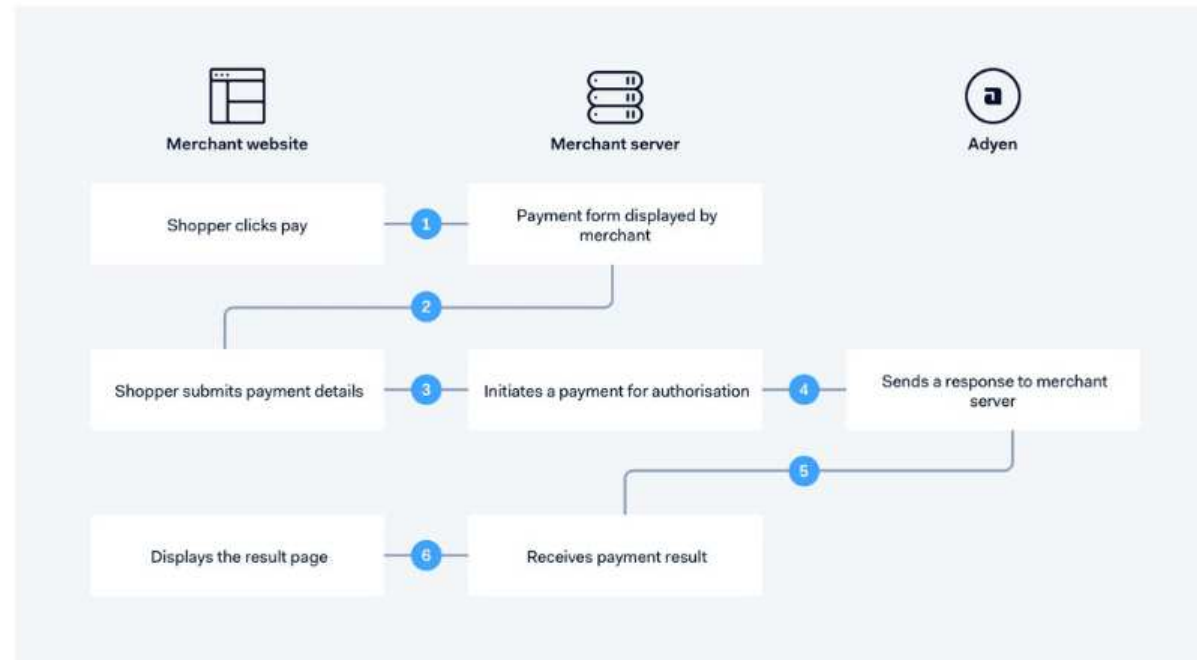 Merchant website
Merchant server
a
Adyen
Shopper clicks pay
1
Payment form displayed by
merchant
2
Shopper submits payment details
3
Initiates a payment for authorisation
4
Sends a response to merchant
server
5
Displays the result page
6
Receives payment result